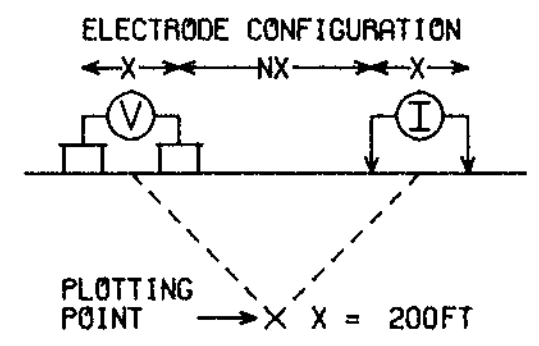 ELECTRODE CONFIGURATION
X NX X
V I
PLOTTING
POINT X = 200FT